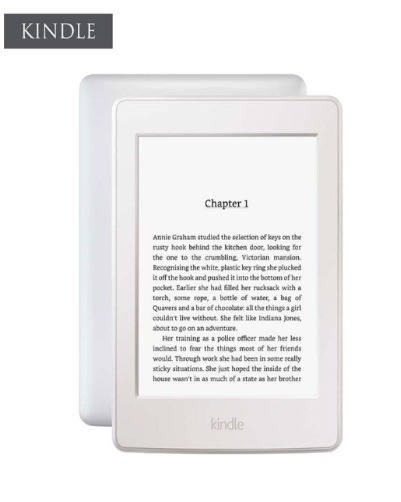 KINDLE
Chapter 1
Annie Graham studied the selection of keys on the
rusty hook behind the kitchen door, looking for
the one to the crumbling, Victorian mansion.
Recognising the white, plastic key ring she plucked
it off the hook and pushed it into the bottom of her
pocket. Earlier she had filled her rucksack with a
torch, some rope, a bottle of water, a bag of
Quavers and a bar of chocolate: all the things a girl
couldn't live without. She felt like Indiana Jones,
about to go on an adventure.
Her training as a police officer made her less
inclined to fear the things most of her friends
would. Through work she had been in some really
sticky situations. She just hoped the inside of the
house wasn't in as much of a state as her brother
kindle